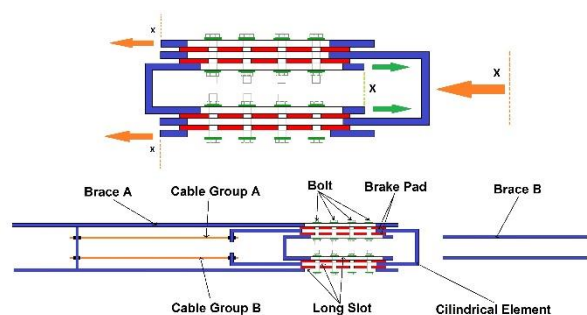 x
X
X
x
Brace A
Cable Group A
Bolt
Brake Pad
Brace B
Cable Group B
Long Slot
Cilindrical Element